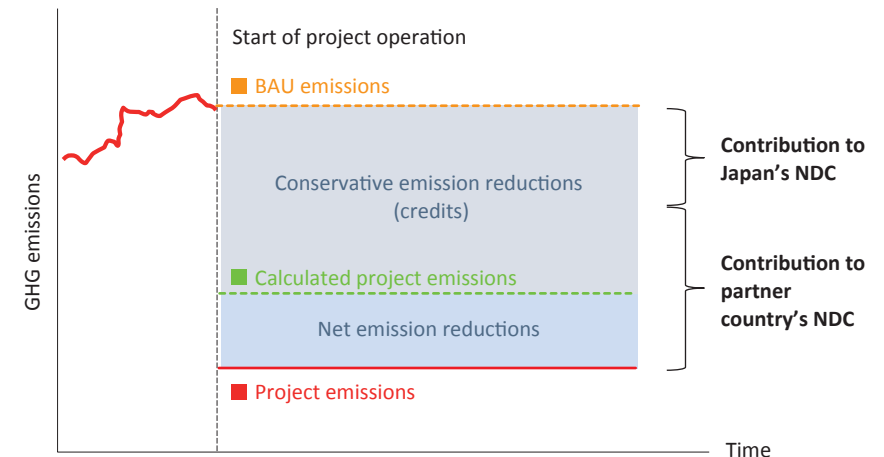 Start of project operation
BAU emissions
Conservative emission reductions
(credits)
Calculated project emissions
Net emission reductions
Project emissions
GHG emissions
Time
Contribution to
Japan's NDC
Contribution to
partner
country's NDC